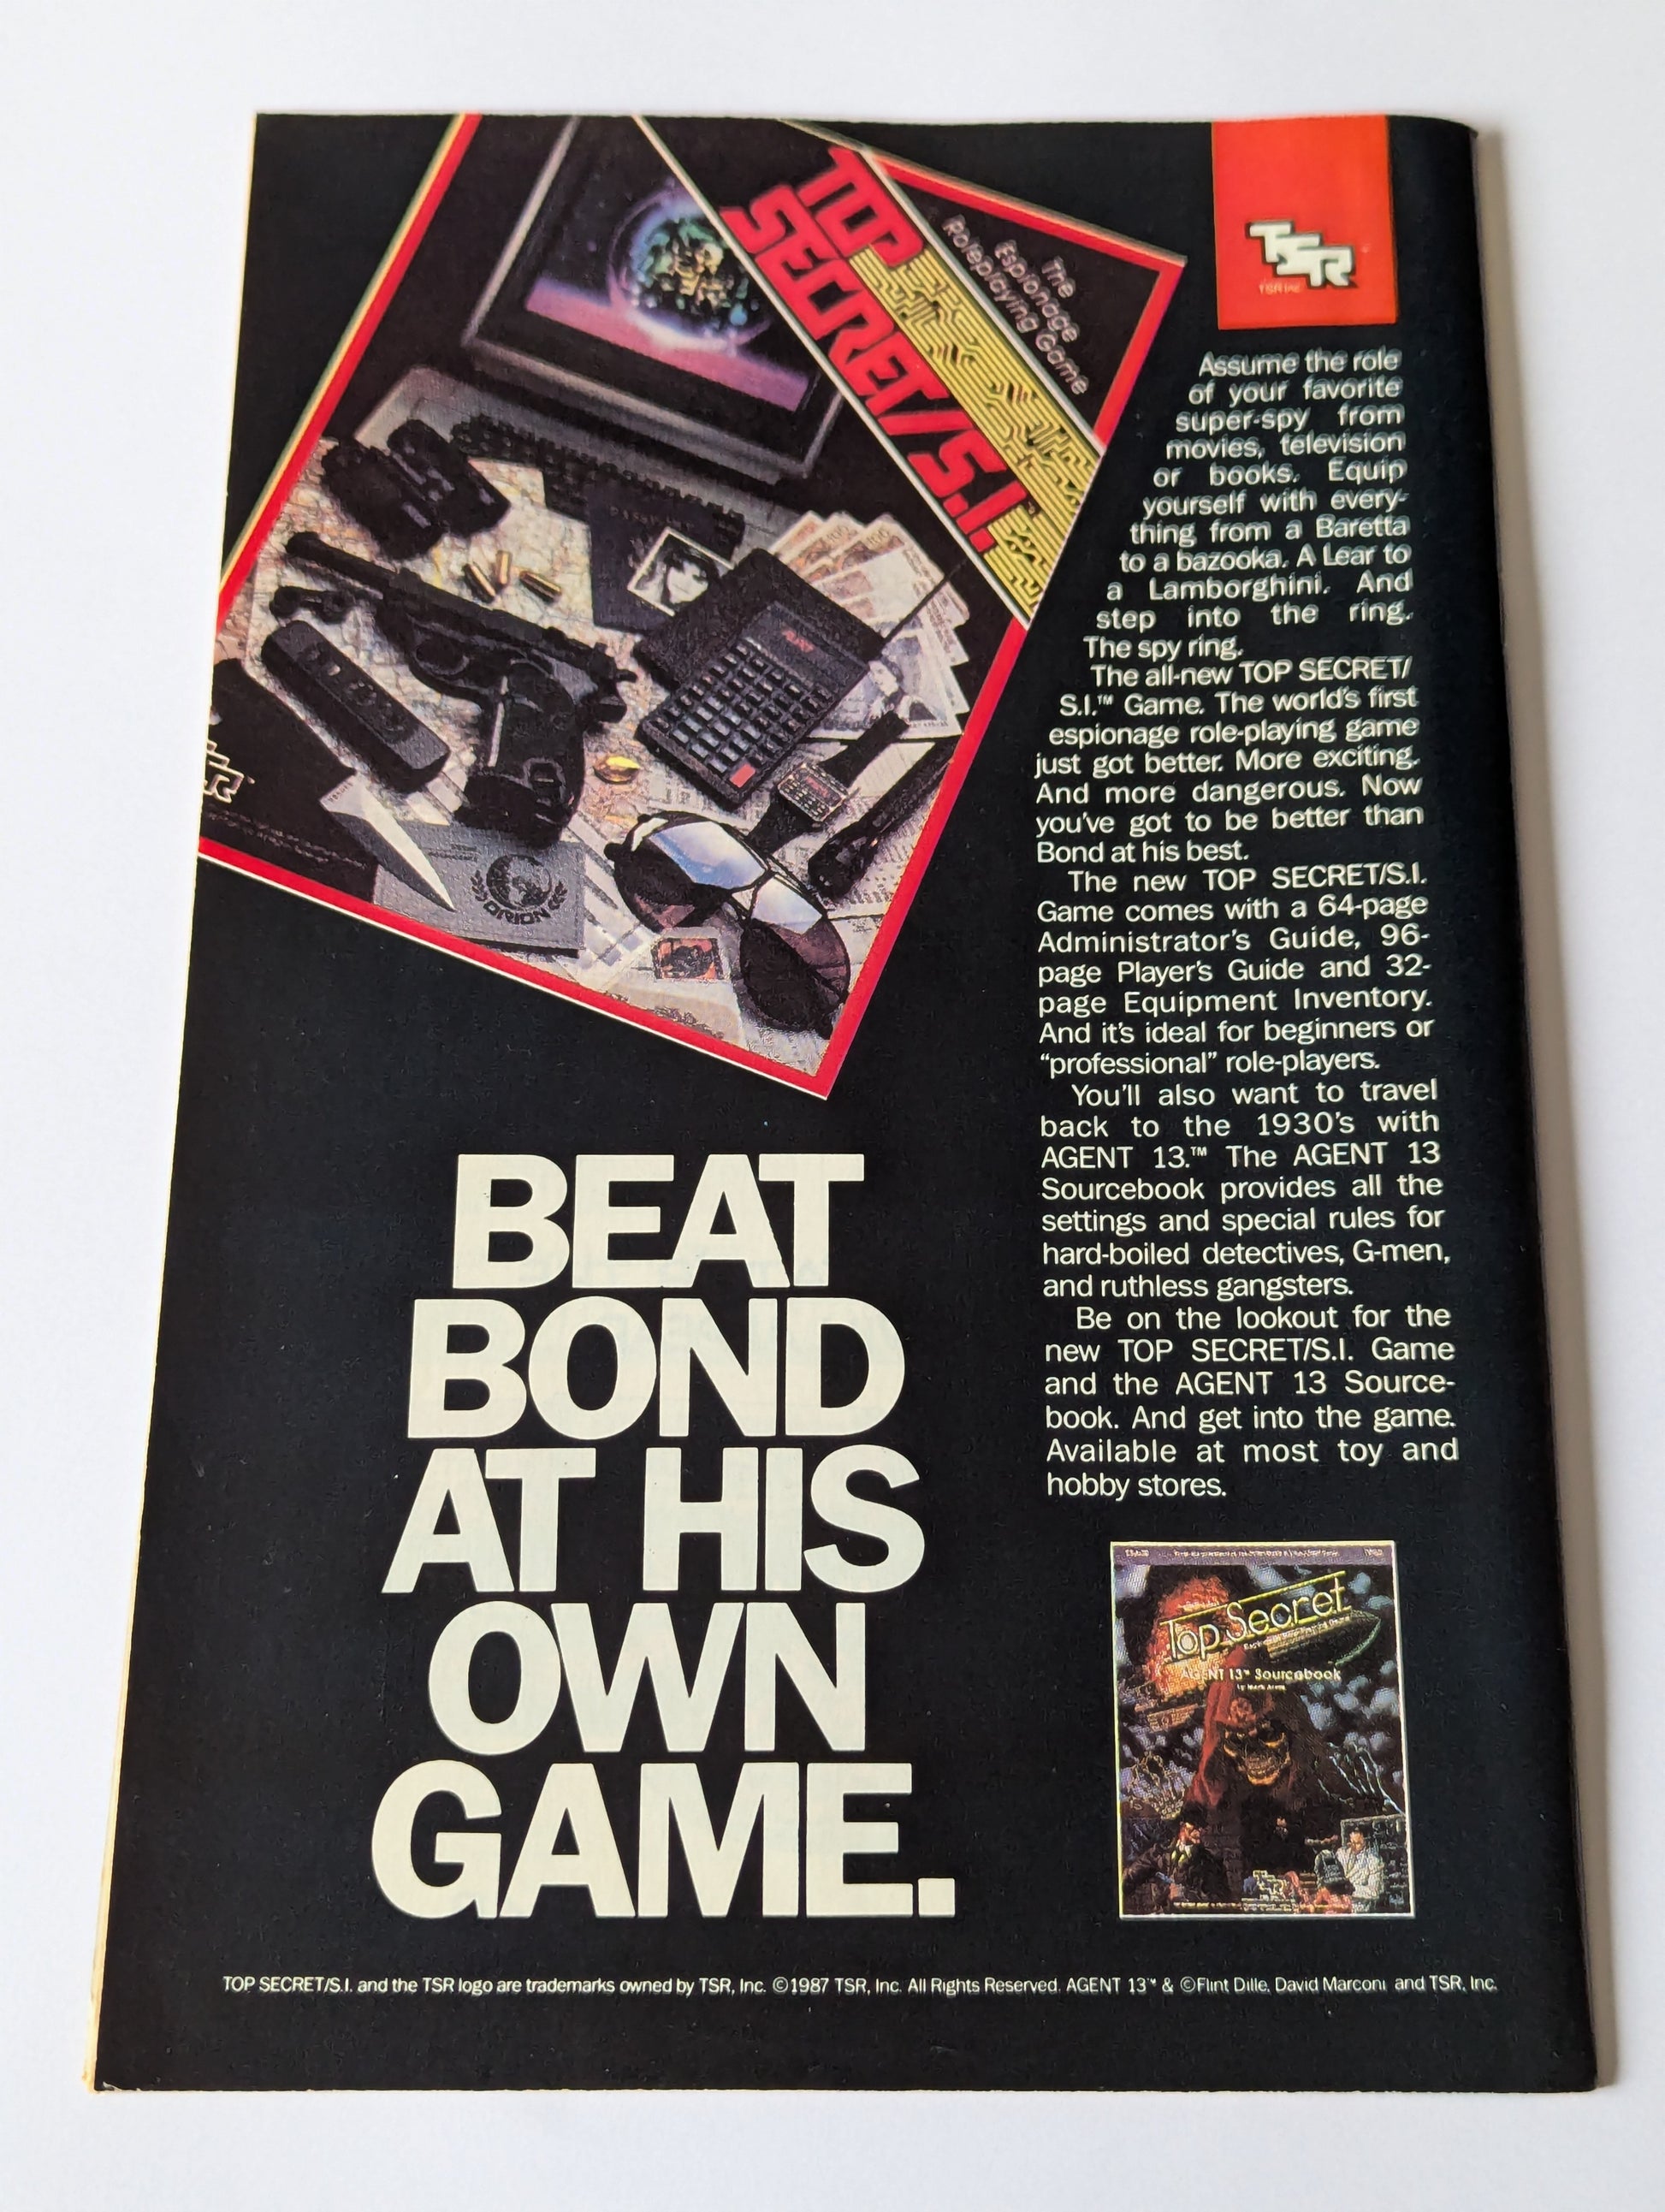 TOP
SECRET/S.I.™
The
Espionage
Roleplaying Game
PASSPORT
ORION
TSR
TSR Inc.
Assume the role
of your favorite
super-spy from
movies, television
or books. Equip
yourself with every-
thing from a Baretta
to a bazooka. A Lear to
a Lamborghini. And
step into the ring.
The spy ring.
The all-new TOP SECRET/
S.I.™ Game. The world's first
espionage role-playing game
just got better. More exciting.
And more dangerous. Now
you've got to be better than
Bond at his best.
The new TOP SECRET/S.I.
Game comes with a 64-page
Administrator's Guide, 96-
page Player's Guide and 32-
page Equipment Inventory.
And it's ideal for beginners or
“professional” role-players.
You'll also want to travel
back to the 1930's with
AGENT 13.™ The AGENT 13
Sourcebook provides all the
settings and special rules for
hard-boiled detectives, G-men,
and ruthless gangsters.
Be on the lookout for the
new TOP SECRET/S.I. Game
and the AGENT 13 Source-
book. And get into the game.
Available at most toy and
hobby stores.
BEAT
BOND
AT HIS
OWN
GAME.
Top Secret
AGENT 13™ Sourcebook
TSR
TOP SECRET/S.I. and the TSR logo are trademarks owned by TSR, Inc. ©1987 TSR, Inc. All Rights Reserved. AGENT 13™ & ©Flint Dille, David Marconi and TSR, Inc.